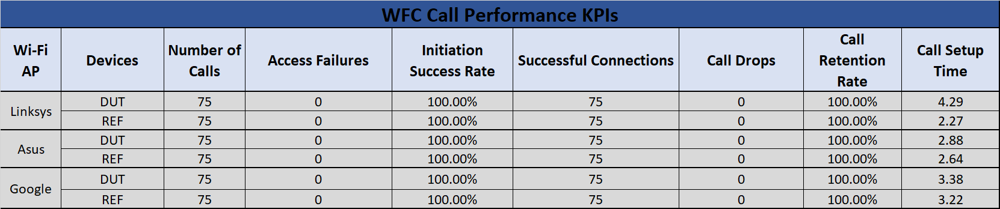 WFC Call Performance KPIs
Wi-Fi AP Devices Number of Calls Access Failures Initiation Success Rate Successful Connections Call Drops Call Retention Rate Call Setup Time
Linksys DUT 75 0 100.00% 75 0 100.00% 4.29
REF 75 0 100.00% 75 0 100.00% 2.27
Asus DUT 75 0 100.00% 75 0 100.00% 2.88
REF 75 0 100.00% 75 0 100.00% 2.64
Google DUT 75 0 100.00% 75 0 100.00% 3.38
REF 75 0 100.00% 75 0 100.00% 3.22